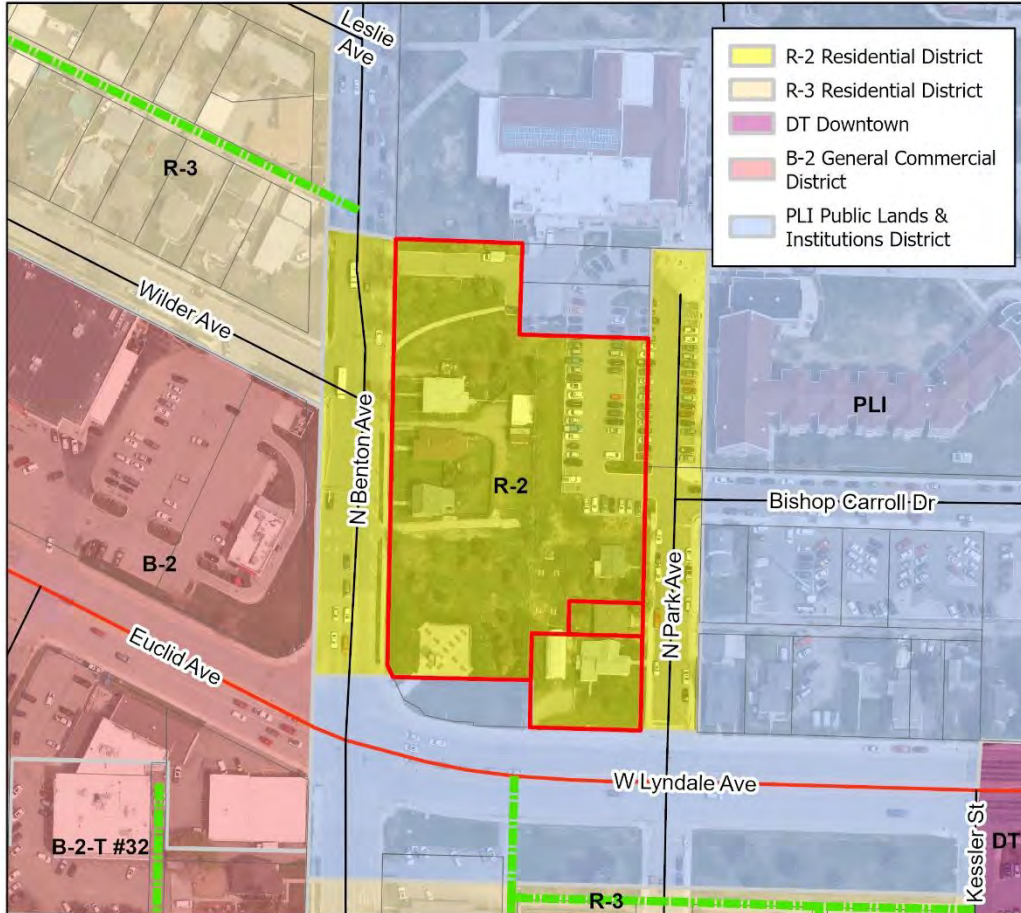 Leslie
Ave
R-2 Residential District
R-3 Residential District
DT Downtown
B-2 General Commercial
District
PLI Public Lands &
Institutions District
R-3
Wilder Ave
N Benton Ave
R-2
PLI
Bishop Carroll Dr
B-2
N Park Ave
Euclid Ave
W Lyndale Ave
B-2-T #32
Kessler St
DT
R-3